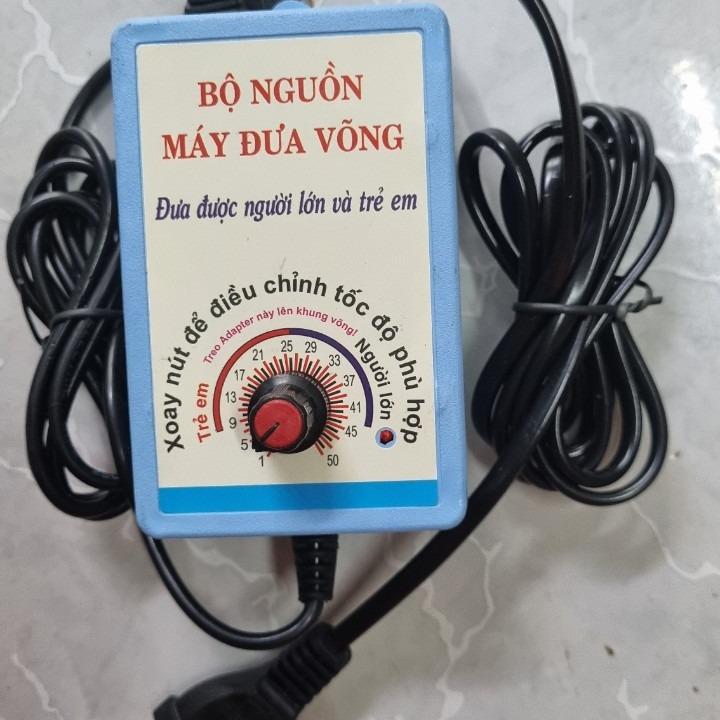 BỘ NGUỒN
MÁY ĐƯA VÕNG
Đưa được người lớn và trẻ em
Xoay nút để điều chỉnh tốc độ phù hợp
Treo Adapter này lên khung võng!
Trẻ em
Người lớn
1
5
9
13
17
21
25
29
33
37
41
45
50